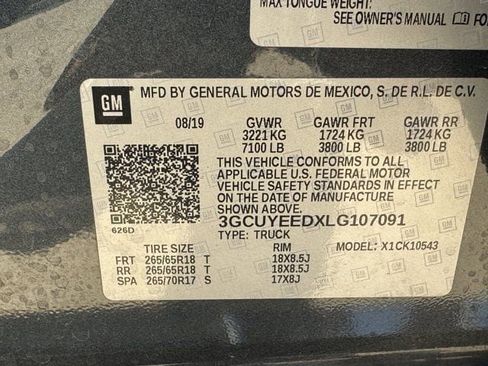 MAX TONGUE WEIGHT:
SEE OWNER'S MANUAL FO
GM MFD BY GENERAL MOTORS DE MEXICO, S. DE R.L. DE C.V.
08/19 GVWR GAWR FRT GAWR RR
3221 KG 1724 KG 1724 KG
7100 LB 3800 LB 3800 LB
THIS VEHICLE CONFORMS TO ALL
APPLICABLE U.S. FEDERAL MOTOR
VEHICLE SAFETY STANDARDS IN EFFECT
ON THE DATE OF MANUFACTURE
SHOWN ABOVE.
626D 3GCUYEEDXLG107091
TYPE: TRUCK MODEL: X1CK10543
TIRE SIZE RIM
FRT 265/65R18 T 18X8.5J
RR 265/65R18 T 18X8.5J
SPA 265/70R17 S 17X8J